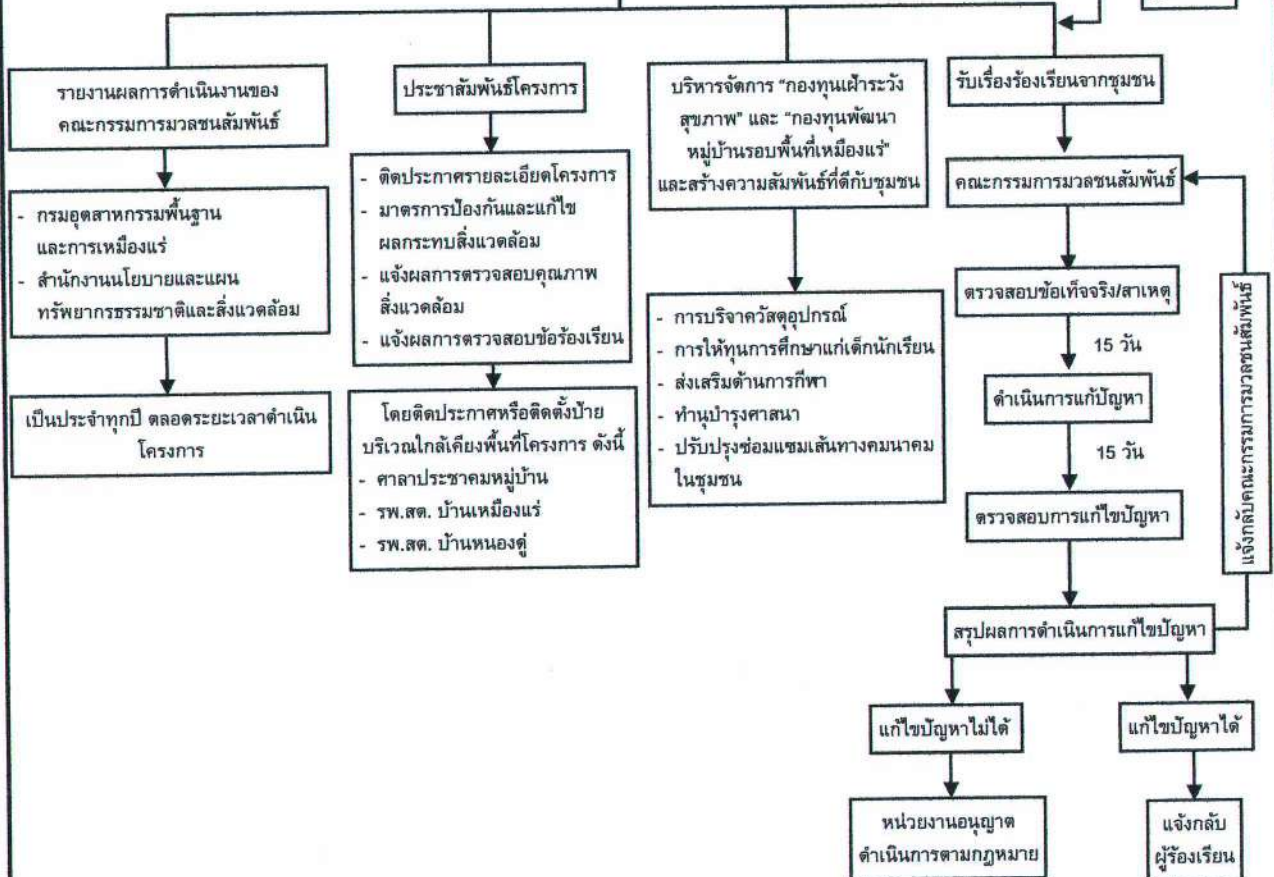 รายงานผลการดำเนินงานของ
คณะกรรมการมวลชนสัมพันธ์
- กรมอุตสาหกรรมพื้นฐาน
และการเหมืองแร่
- สำนักงานนโยบายและแผน
ทรัพยากรธรรมชาติและสิ่งแวดล้อม
เป็นประจำทุกปี ตลอดระยะเวลาดำเนิน
โครงการ
ประชาสัมพันธ์โครงการ
- ติดประกาศรายละเอียดโครงการ
- มาตรการป้องกันและแก้ไข
ผลกระทบสิ่งแวดล้อม
- แจ้งผลการตรวจสอบคุณภาพ
สิ่งแวดล้อม
- แจ้งผลการตรวจสอบข้อร้องเรียน
โดยติดประกาศหรือติดตั้งป้าย
บริเวณใกล้เคียงพื้นที่โครงการ ดังนี้
- ศาลาประชาคมหมู่บ้าน
- รพ.สต. บ้านเหมืองแร่
- รพ.สต. บ้านหนองดู่
บริหารจัดการ “กองทุนเฝ้าระวัง
สุขภาพ” และ “กองทุนพัฒนา
หมู่บ้านรอบพื้นที่เหมืองแร่”
และสร้างความสัมพันธ์ที่ดีกับชุมชน
- การบริจาควัสดุอุปกรณ์
- การให้ทุนการศึกษาแก่เด็กนักเรียน
- ส่งเสริมด้านการกีฬา
- ทำนุบำรุงศาสนา
- ปรับปรุงซ่อมแซมเส้นทางคมนาคม
ในชุมชน
รับเรื่องร้องเรียนจากชุมชน
คณะกรรมการมวลชนสัมพันธ์
ตรวจสอบข้อเท็จจริง/สาเหตุ
15 วัน
ดำเนินการแก้ปัญหา
15 วัน
ตรวจสอบการแก้ไขปัญหา
สรุปผลการดำเนินการแก้ไขปัญหา
แจ้งกลับคณะกรรมการมวลชนสัมพันธ์
แก้ไขปัญหาไม่ได้
แก้ไขปัญหาได้
หน่วยงานอนุญาต
ดำเนินการตามกฎหมาย
แจ้งกลับ
ผู้ร้องเรียน